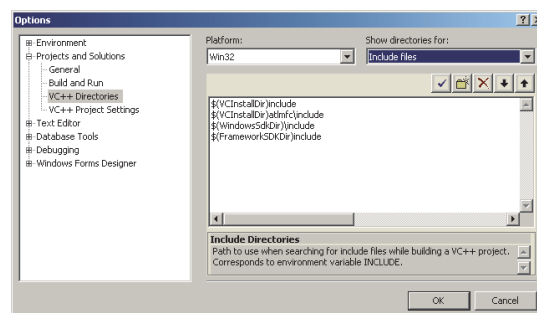 Options
Platform:
Show directories for:
Win32
Include files
Environment
Projects and Solutions
General
Build and Run
VC++ Directories
VC++ Project Settings
Text Editor
Database Tools
Debugging
Windows Forms Designer
$(VCInstallDir)include
$(VCInstallDir)atlmfc\include
$(WindowsSdkDir)\include
$(FrameworkSDKDir)include
Include Directories
Path to use when searching for include files while building a VC++ project.
Corresponds to environment variable INCLUDE.
OK
Cancel